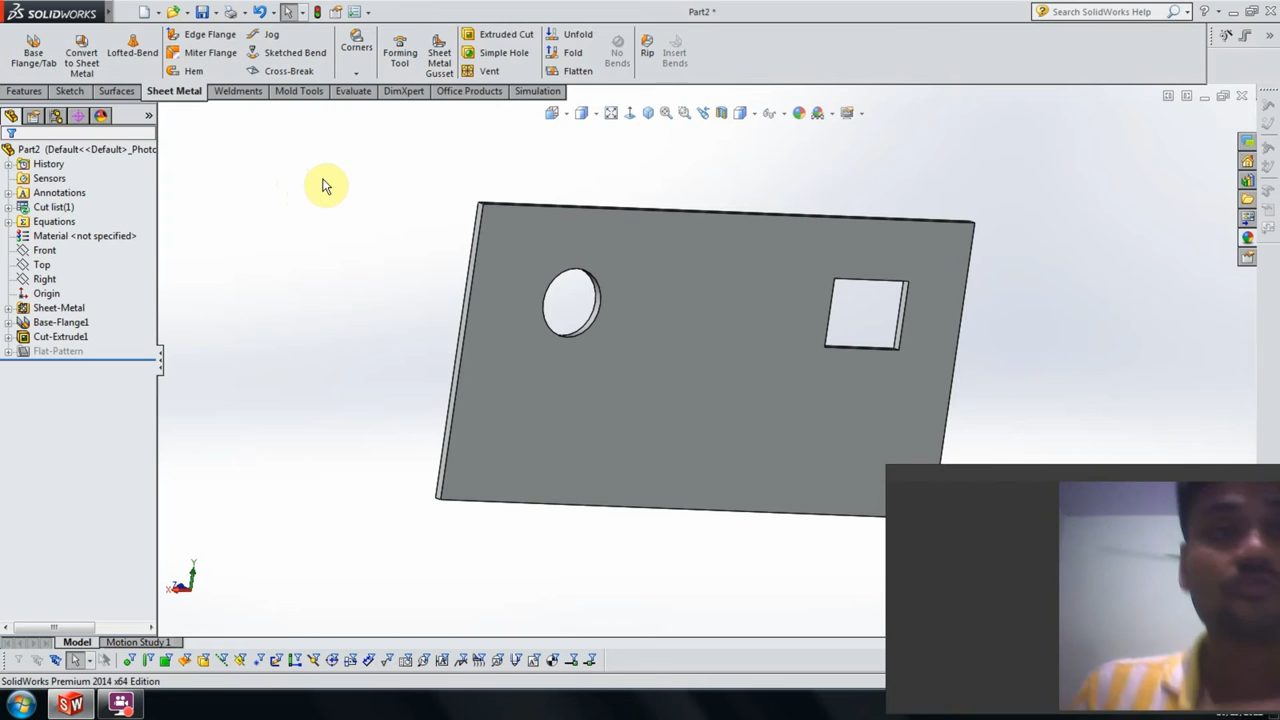 SOLIDWORKS
Part2 *
Search SolidWorks Help
Base Flange/Tab
Convert to Sheet Metal
Lofted-Bend
Edge Flange
Miter Flange
Hem
Jog
Sketched Bend
Cross-Break
Corners
Forming Tool
Sheet Metal Gusset
Extruded Cut
Simple Hole
Vent
Unfold
Fold
Flatten
No Bends
Rip
Insert Bends
Features
Sketch
Surfaces
Sheet Metal
Weldments
Mold Tools
Evaluate
DimXpert
Office Products
Simulation
Part2 (Default<<Default>_Photo
History
Sensors
Annotations
Cut list(1)
Equations
Material <not specified>
Front
Top
Right
Origin
Sheet-Metal
Base-Flange1
Cut-Extrude1
Flat-Pattern
Y
X
Z
Model
Motion Study 1
SolidWorks Premium 2014 x64 Edition
SW